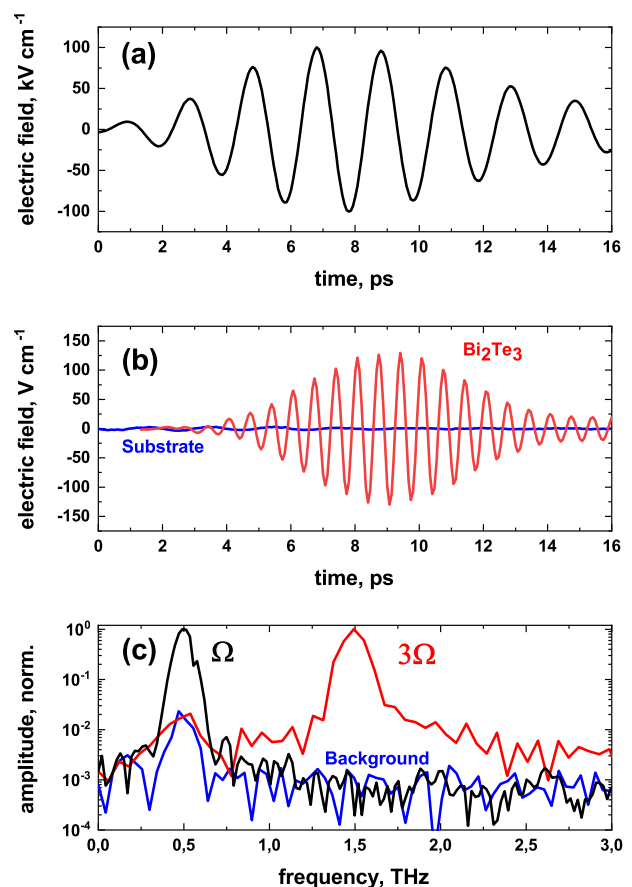 (a)
electric field, kV cm⁻¹
100
50
0
-50
-100
0 2 4 6 8 10 12 14 16
time, ps
(b)
electric field, V cm⁻¹
150
100
50
0
-50
-100
-150
Bi₂Te₃
Substrate
0 2 4 6 8 10 12 14 16
time, ps
(c)
amplitude, norm.
10⁰
10⁻¹
10⁻²
10⁻³
10⁻⁴
Ω
3Ω
Background
0,0 0,5 1,0 1,5 2,0 2,5 3,0
frequency, THz